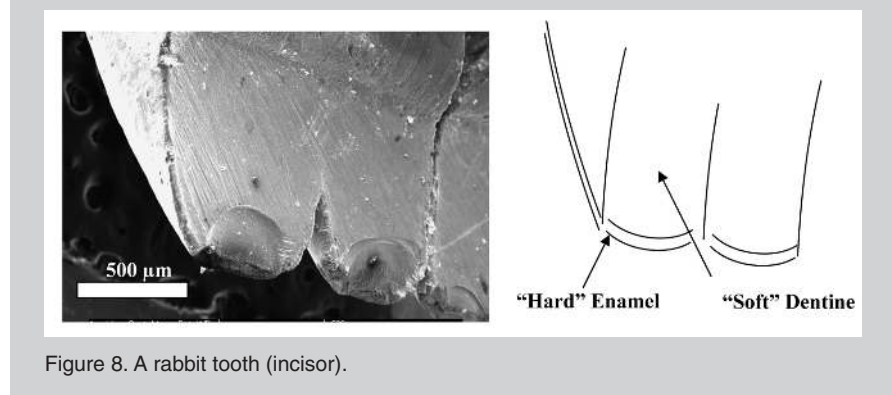 500 µm
“Hard” Enamel
“Soft” Dentine
Figure 8. A rabbit tooth (incisor).